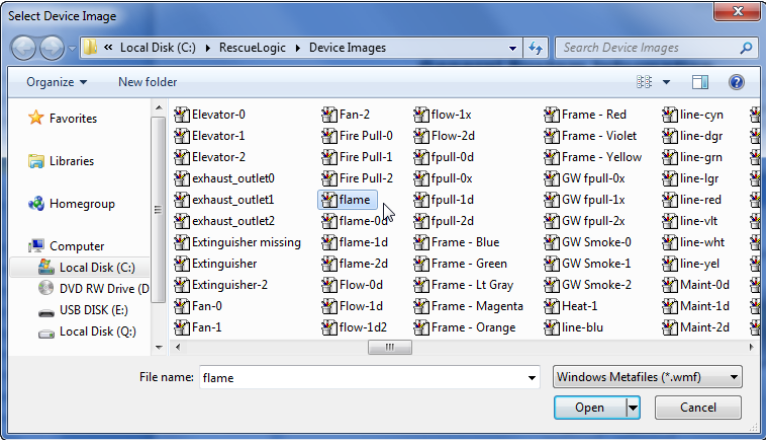 Select Device Image
« Local Disk (C:) RescueLogic Device Images Search Device Images
Organize New folder
Favorites
Libraries
Homegroup
Computer
Local Disk (C:)
DVD RW Drive (D
USB DISK (E:)
Local Disk (Q:)
Elevator-0
Elevator-1
Elevator-2
exhaust_outlet0
exhaust_outlet1
exhaust_outlet2
Extinguisher missing
Extinguisher
Extinguisher-2
Fan-0
Fan-1
Fan-2
Fire Pull-0
Fire Pull-1
Fire Pull-2
flame
flame-0d
flame-1d
flame-2d
Flow-0d
Flow-1d
flow-1d2
flow-1x
Flow-2d
fpull-0d
fpull-0x
fpull-1d
fpull-2d
Frame - Blue
Frame - Green
Frame - Lt Gray
Frame - Magenta
Frame - Orange
Frame - Red
Frame - Violet
Frame - Yellow
GW fpull-0x
GW fpull-1x
GW fpull-2x
GW Smoke-0
GW Smoke-1
GW Smoke-2
Heat-1
line-blu
line-cyn
line-dgr
line-grn
line-lgr
line-red
line-vlt
line-wht
line-yel
Maint-0d
Maint-1d
Maint-2d
File name: flame Windows Metafiles (*.wmf)
Open Cancel